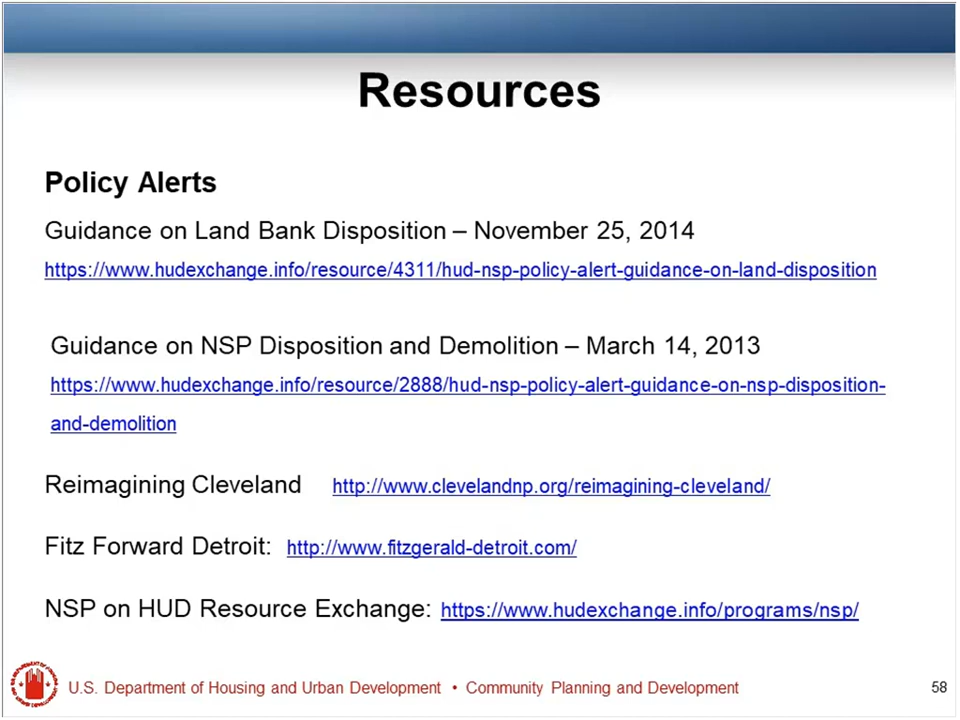 Resources
Policy Alerts
Guidance on Land Bank Disposition – November 25, 2014
https://www.hudexchange.info/resource/4311/hud-nsp-policy-alert-guidance-on-land-disposition
Guidance on NSP Disposition and Demolition – March 14, 2013
https://www.hudexchange.info/resource/2888/hud-nsp-policy-alert-guidance-on-nsp-disposition-
and-demolition
Reimagining Cleveland http://www.clevelandnp.org/reimagining-cleveland/
Fitz Forward Detroit: http://www.fitzgerald-detroit.com/
NSP on HUD Resource Exchange: https://www.hudexchange.info/programs/nsp/
U.S. Department of Housing and Urban Development • Community Planning and Development
58